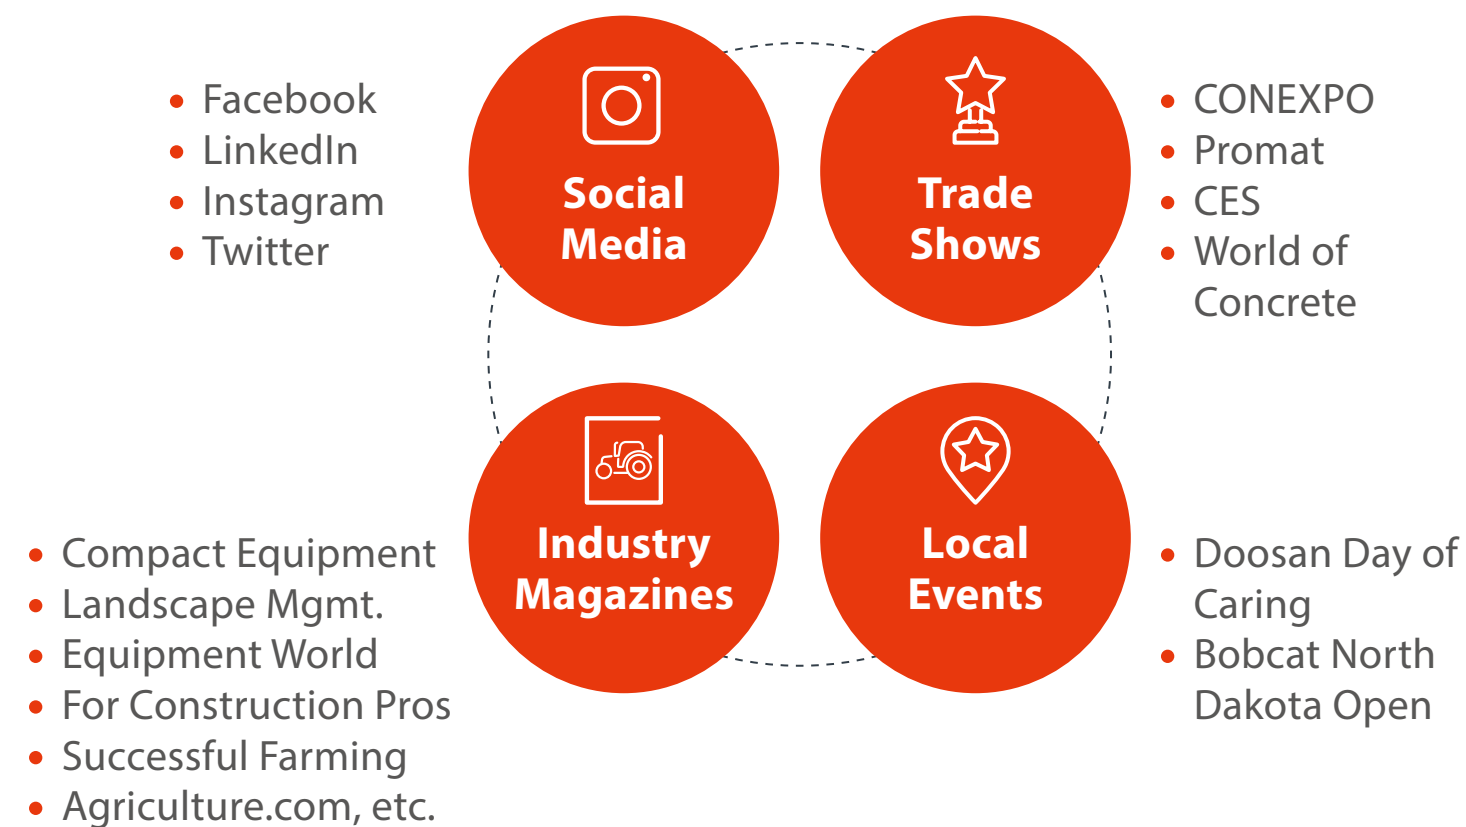 Facebook
LinkedIn
Instagram
Twitter
Social
Media
Trade
Shows
CONEXPO
Promat
CES
World of
Concrete
Compact Equipment
Landscape Mgmt.
Equipment World
For Construction Pros
Successful Farming
Agriculture.com, etc.
Industry
Magazines
Local
Events
Doosan Day of
Caring
Bobcat North
Dakota Open